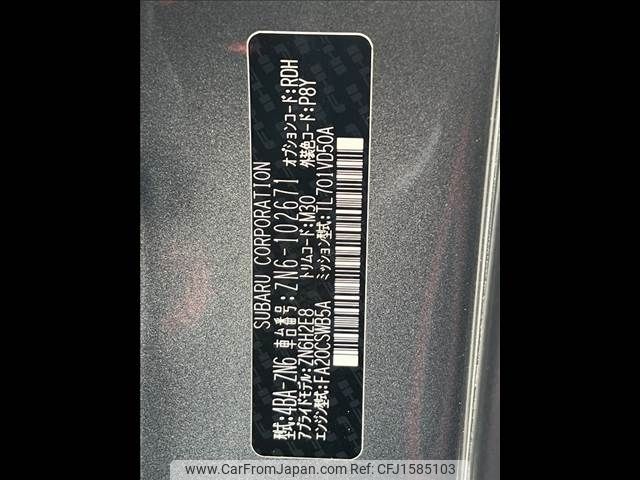 SUBARU CORPORATION
型式:4BA-ZN6 車台番号:ZN6-102671 オプションコード:RDH
アプライドモデル:ZN6H2E8 トリムコード:M30 外装色コード:P8Y
エンジン型式:FA20CSWB5A ミッション型式:TL701VD50A
www.CarFromJapan.com / CarFromJapan / ID: CFJ1585103